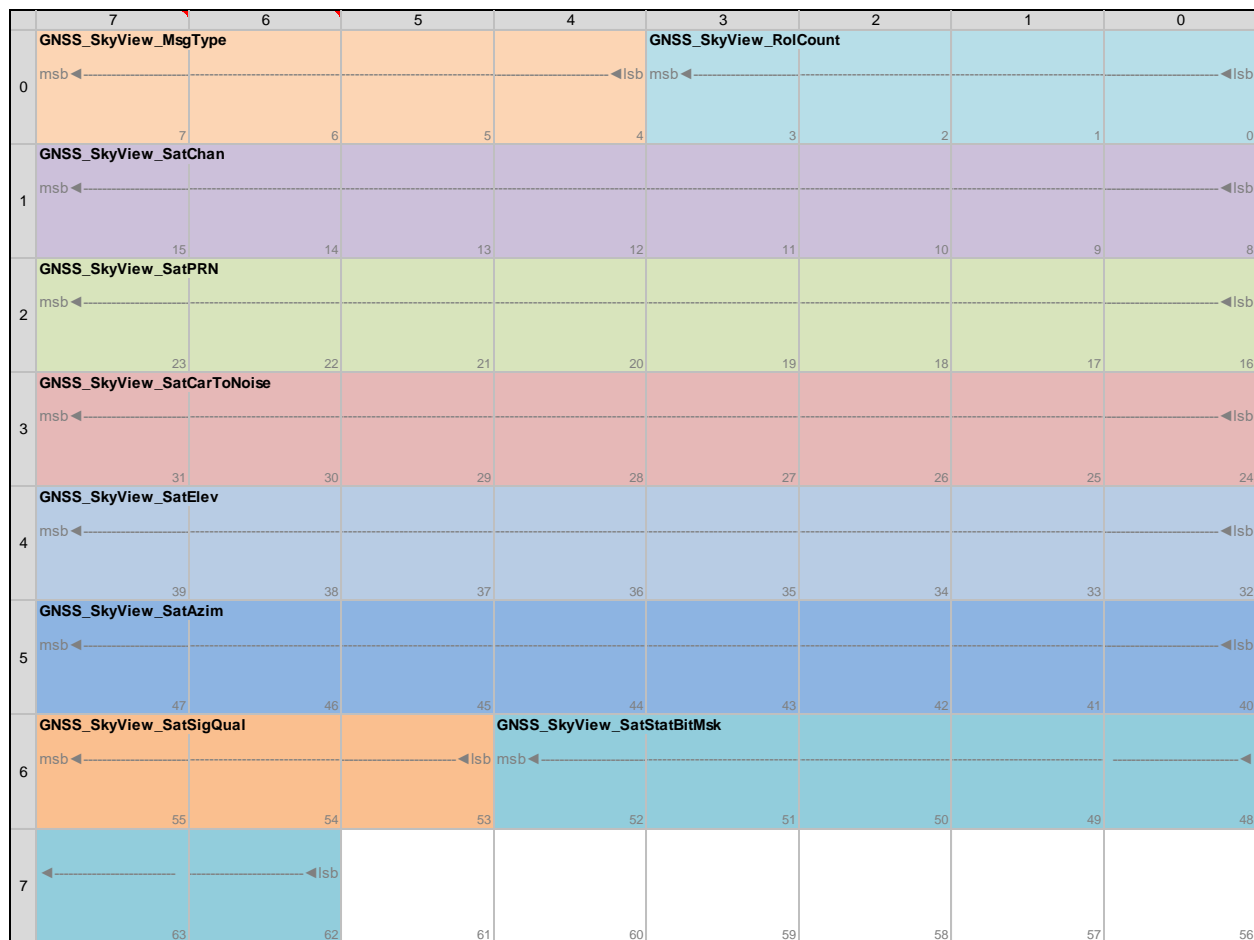 7 6 5 4 3 2 1 0
GNSS_SkyView_MsgType GNSS_SkyView_RolCount
0 msb lsb msb lsb
7 6 5 4 3 2 1 0
GNSS_SkyView_SatChan
1 msb lsb
15 14 13 12 11 10 9 8
GNSS_SkyView_SatPRN
2 msb lsb
23 22 21 20 19 18 17 16
GNSS_SkyView_SatCarToNoise
3 msb lsb
31 30 29 28 27 26 25 24
GNSS_SkyView_SatElev
4 msb lsb
39 38 37 36 35 34 33 32
GNSS_SkyView_SatAzim
5 msb lsb
47 46 45 44 43 42 41 40
GNSS_SkyView_SatSigQual GNSS_SkyView_SatStatBitMsk
6 msb lsb msb
55 54 53 52 51 50 49 48
7 lsb
63 62 61 60 59 58 57 56